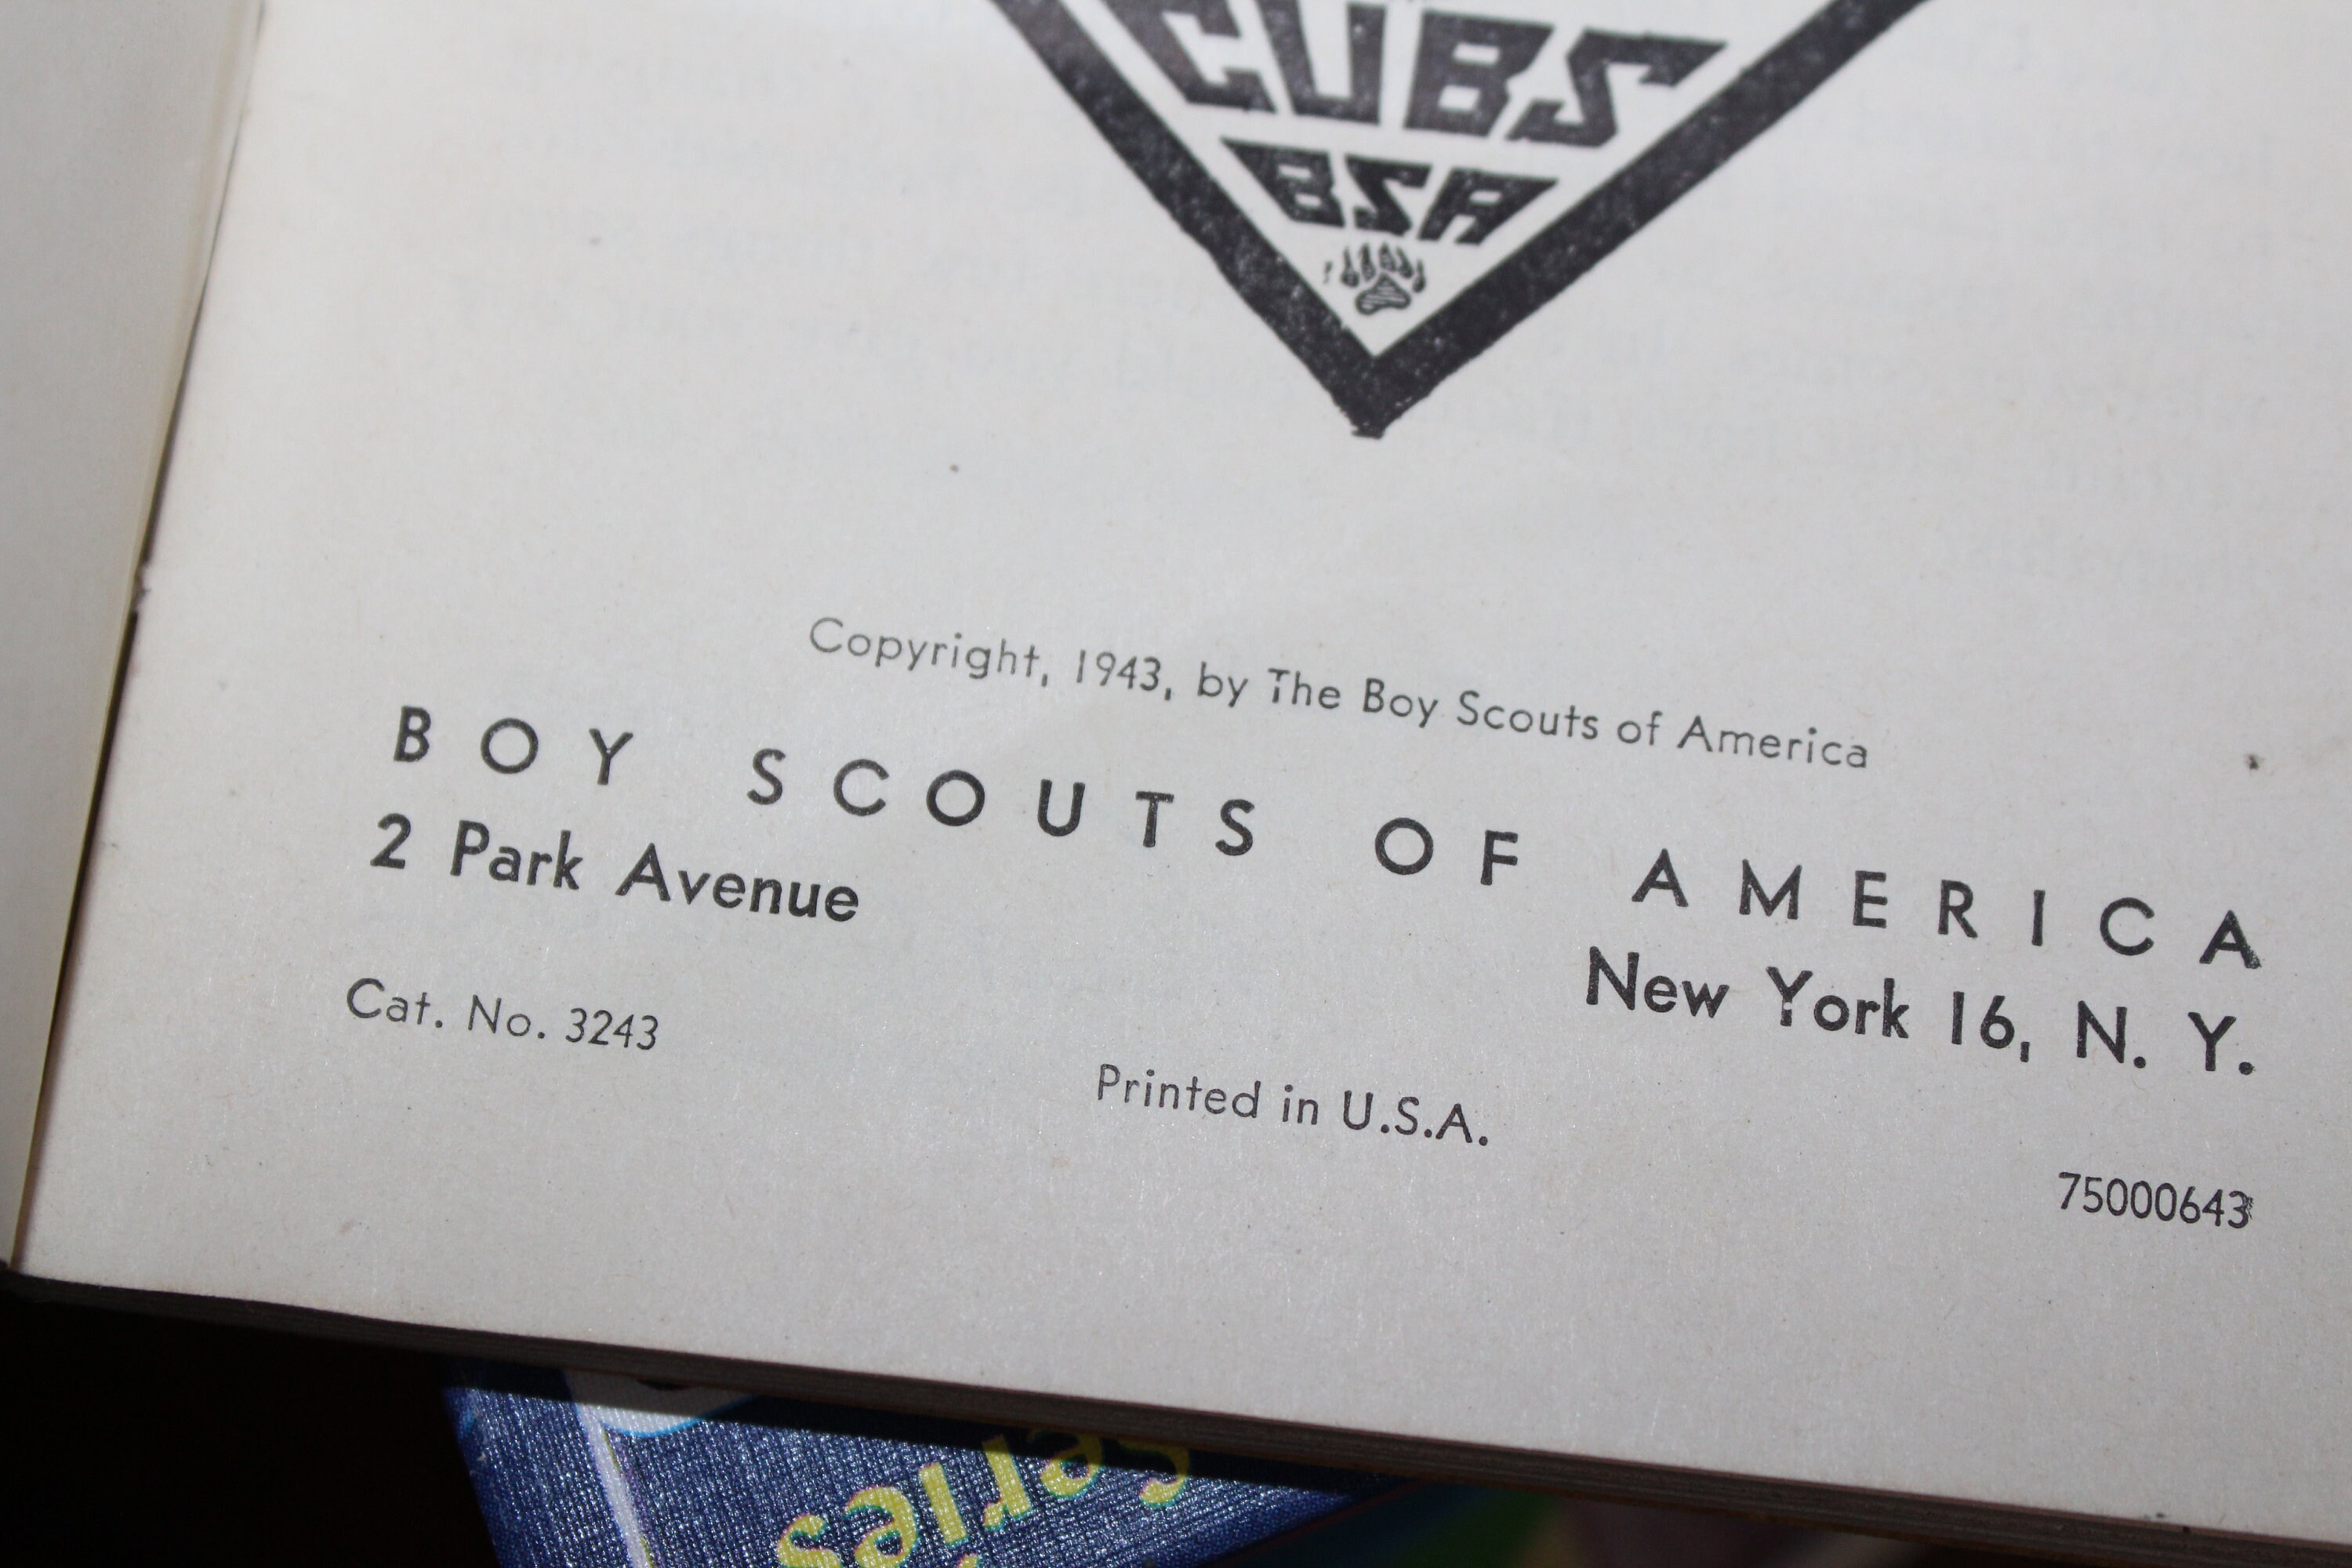 CUBS
BSA
Copyright, 1943, by The Boy Scouts of America
BOY SCOUTS OF AMERICA
2 Park Avenue
New York 16, N. Y.
Cat. No. 3243
Printed in U.S.A.
75000643
Series